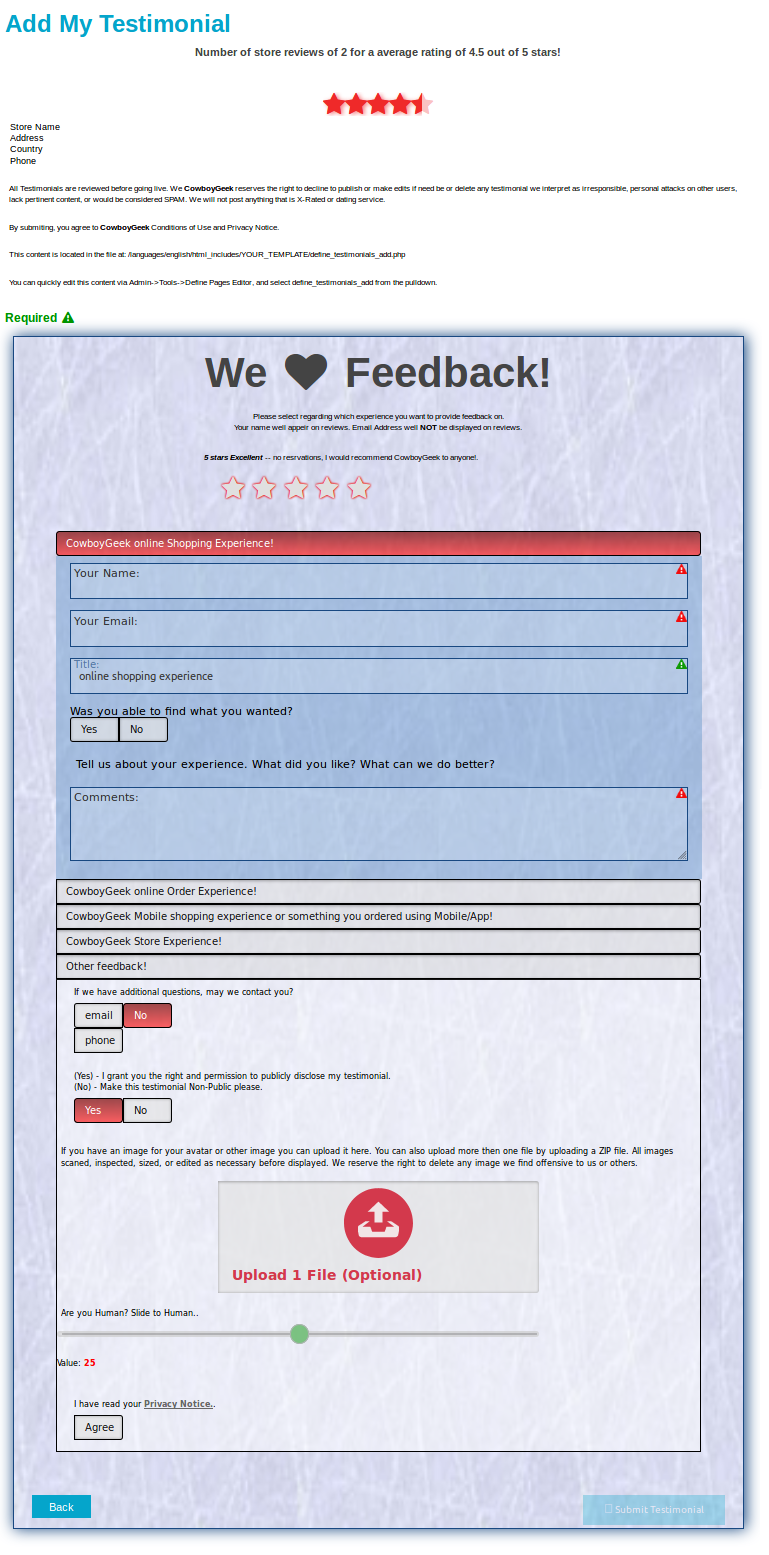 Add My Testimonial
Number of store reviews of 2 for a average rating of 4.5 out of 5 stars!
Store Name
Address
Country
Phone
All Testimonials are reviewed before going live. We CowboyGeek reserves the right to decline to publish or make edits if need be or delete any testimonial we interpret as irresponsible, personal attacks on other users,
lack pertinent content, or would be considered SPAM. We will not post anything that is X-Rated or dating service.
By submiting, you agree to CowboyGeek Conditions of Use and Privacy Notice.
This content is located in the file at: /languages/english/html_includes/YOUR_TEMPLATE/define_testimonials_add.php
You can quickly edit this content via Admin->Tools->Define Pages Editor, and select define_testimonials_add from the pulldown.
Required
We Feedback!
Please select regarding which experience you want to provide feedback on.
Your name well appeir on reviews. Email Address well NOT be displayed on reviews.
5 stars Excellent -- no resrvations, I would recommend CowboyGeek to anyone!.
CowboyGeek online Shopping Experience!
Your Name:
Your Email:
Title:
online shopping experience
Was you able to find what you wanted?
Yes No
Tell us about your experience. What did you like? What can we do better?
Comments:
CowboyGeek online Order Experience!
CowboyGeek Mobile shopping experience or something you ordered using Mobile/App!
CowboyGeek Store Experience!
Other feedback!
If we have additional questions, may we contact you?
email No
phone
(Yes) - I grant you the right and permission to publicly disclose my testimonial.
(No) - Make this testimonial Non-Public please.
Yes No
If you have an image for your avatar or other image you can upload it here. You can also upload more then one file by uploading a ZIP file. All images
scaned, inspected, sized, or edited as necessary before displayed. We reserve the right to delete any image we find offensive to us or others.
Upload 1 File (Optional)
Are you Human? Slide to Human..
Value: 25
I have read your Privacy Notice..
Agree
Back Submit Testimonial